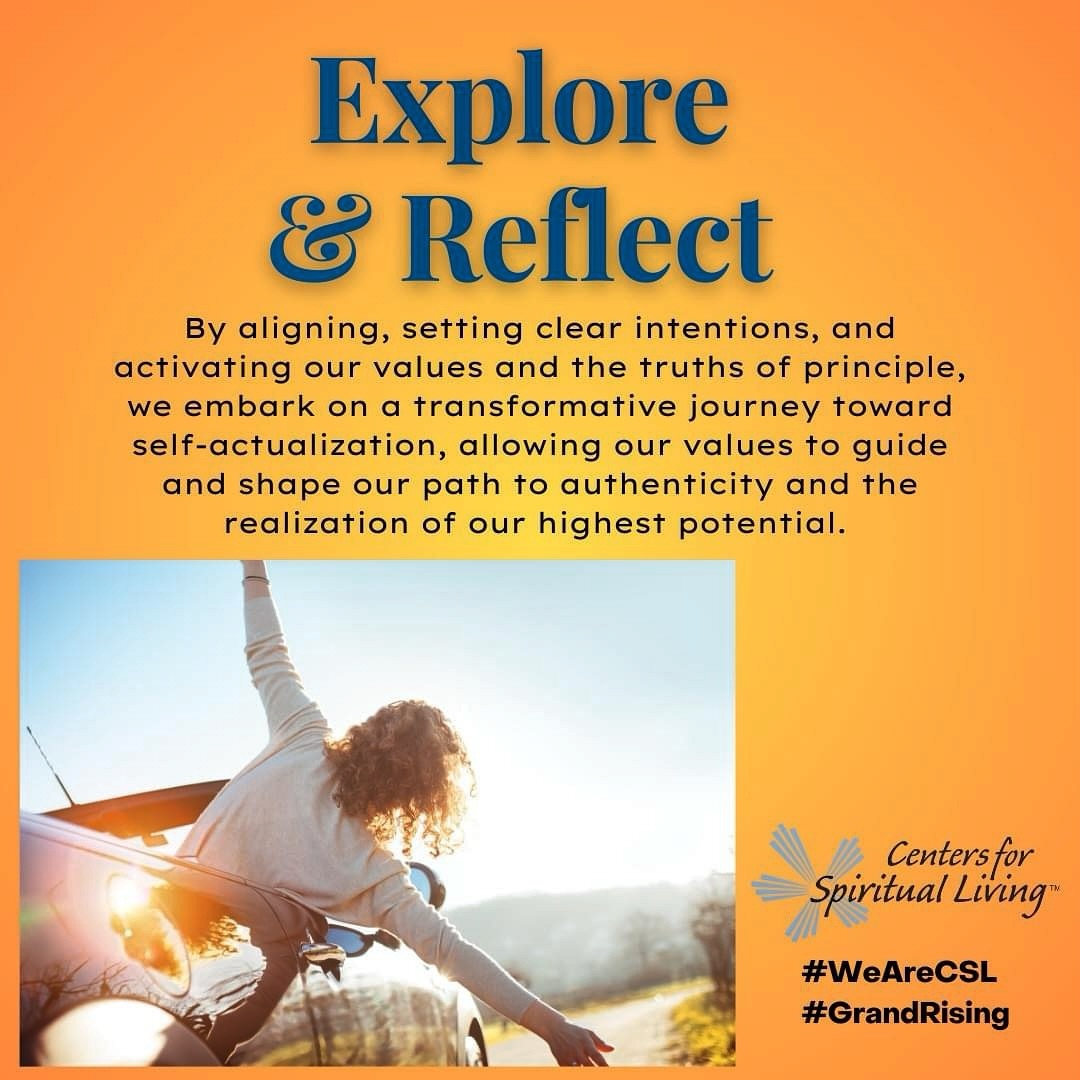 Explore
& Reflect
By aligning, setting clear intentions, and
activating our values and the truths of principle,
we embark on a transformative journey toward
self-actualization, allowing our values to guide
and shape our path to authenticity and the
realization of our highest potential.
Centers for
Spiritual Living™
#WeAreCSL
#GrandRising